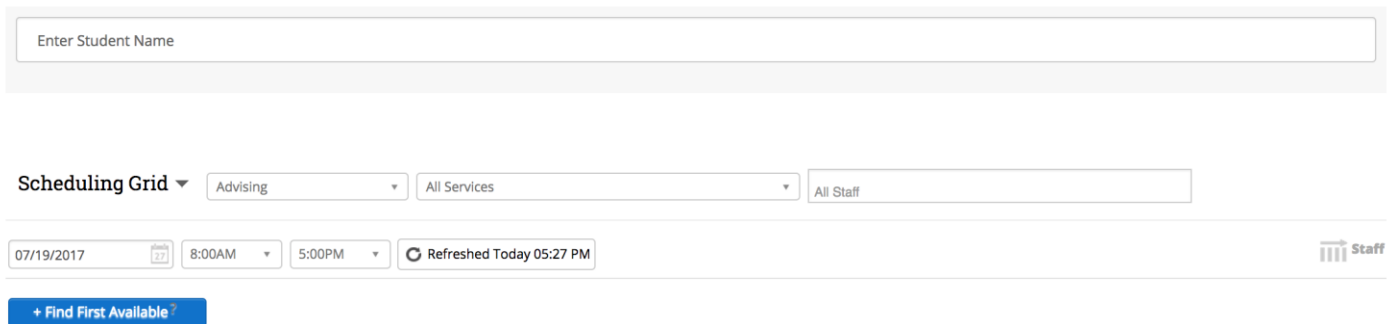 Enter Student Name
Scheduling Grid Advising All Services All Staff
07/19/2017 27 8:00AM 5:00PM Refreshed Today 05:27 PM Staff
+ Find First Available?